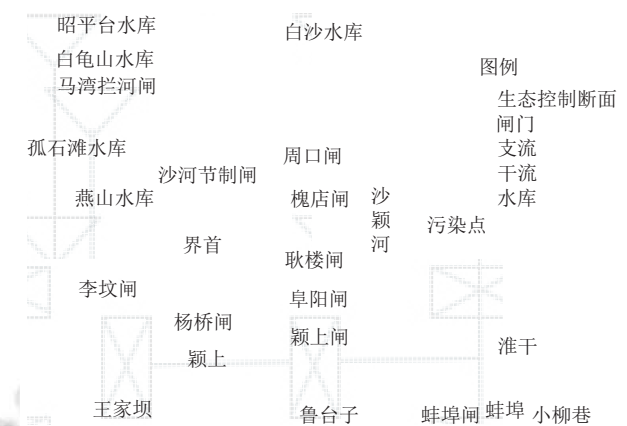 昭平台水库
白沙水库
白龟山水库
图例
马湾拦河闸
生态控制断面
闸门
孤石滩水库
周口闸
支流
沙河节制闸
干流
燕山水库
槐店闸
沙颍河
水库
污染点
界首
耿楼闸
李坟闸
阜阳闸
杨桥闸
颍上闸
颍上
淮干
王家坝
鲁台子
蚌埠闸
蚌埠
小柳巷